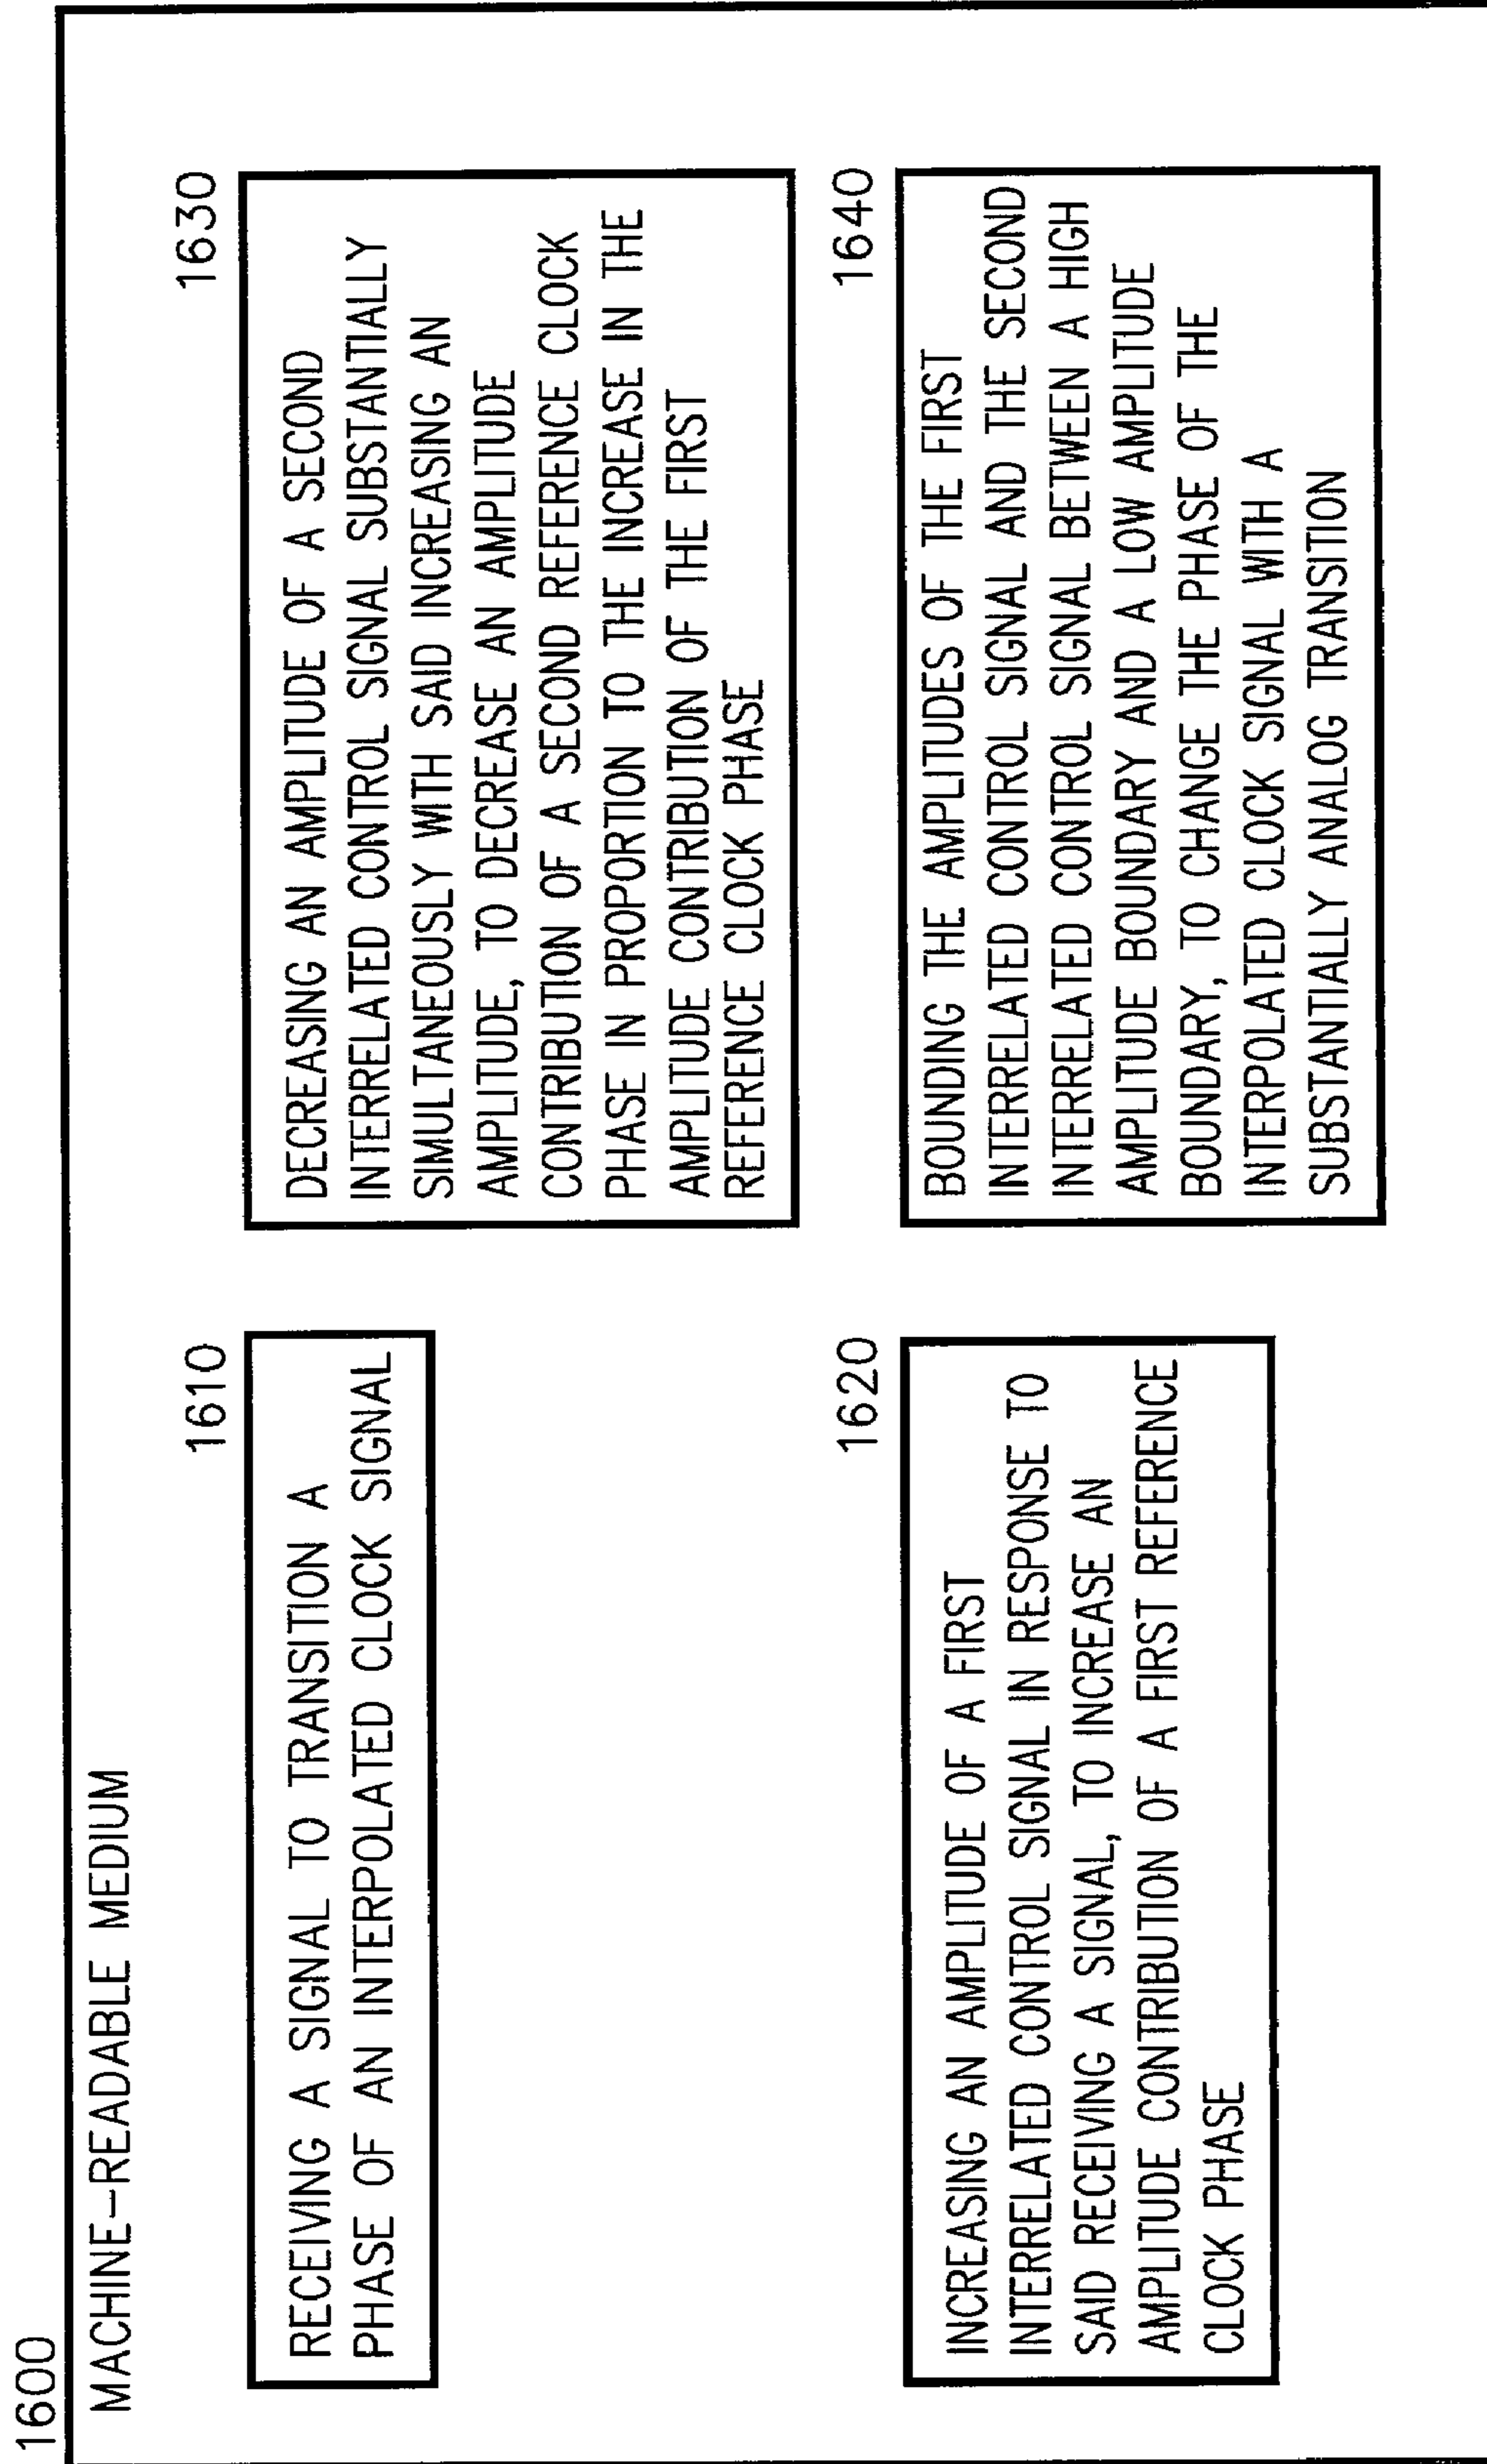 1600
MACHINE-READABLE MEDIUM
1610
RECEIVING A SIGNAL TO TRANSITION A
PHASE OF AN INTERPOLATED CLOCK SIGNAL
1620
INCREASING AN AMPLITUDE OF A FIRST
INTERRELATED CONTROL SIGNAL IN RESPONSE TO
SAID RECEIVING A SIGNAL, TO INCREASE AN
AMPLITUDE CONTRIBUTION OF A FIRST REFERENCE
CLOCK PHASE
1630
DECREASING AN AMPLITUDE OF A SECOND
INTERRELATED CONTROL SIGNAL SUBSTANTIALLY
SIMULTANEOUSLY WITH SAID INCREASING AN
AMPLITUDE, TO DECREASE AN AMPLITUDE
CONTRIBUTION OF A SECOND REFERENCE CLOCK
PHASE IN PROPORTION TO THE INCREASE IN THE
AMPLITUDE CONTRIBUTION OF THE FIRST
REFERENCE CLOCK PHASE
1640
BOUNDING THE AMPLITUDES OF THE FIRST
INTERRELATED CONTROL SIGNAL AND THE SECOND
INTERRELATED CONTROL SIGNAL BETWEEN A HIGH
AMPLITUDE BOUNDARY AND A LOW AMPLITUDE
BOUNDARY, TO CHANGE THE PHASE OF THE
INTERPOLATED CLOCK SIGNAL WITH A
SUBSTANTIALLY ANALOG TRANSITION